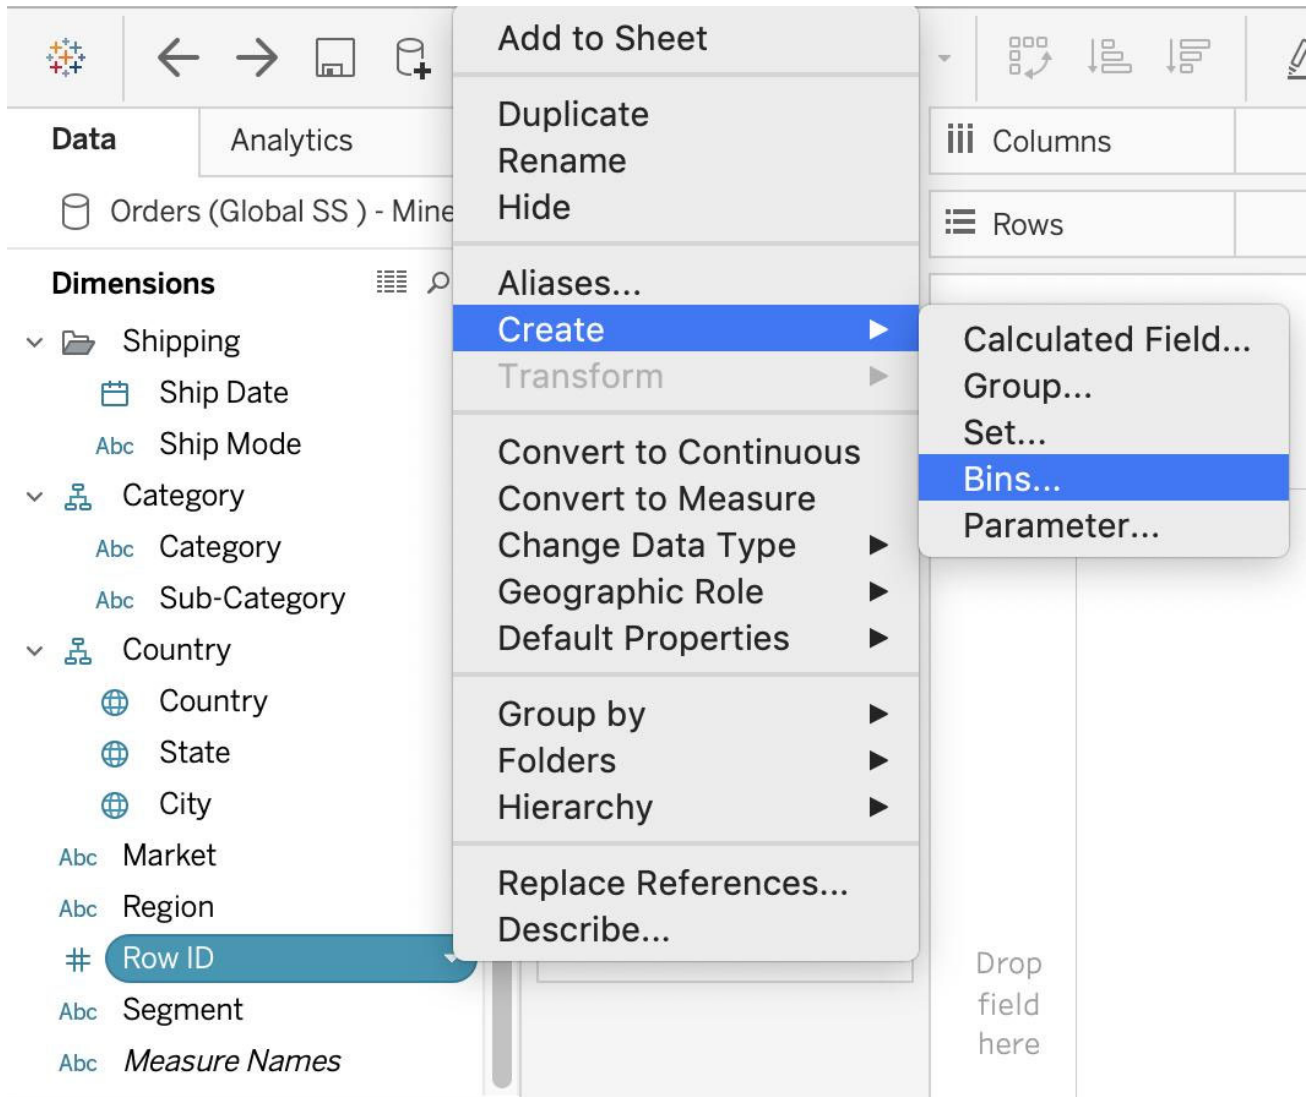 Data
Analytics
Orders (Global SS ) - Mine
Dimensions
Shipping
Ship Date
Abc Ship Mode
Category
Abc Category
Abc Sub-Category
Country
Country
State
City
Abc Market
Abc Region
# Row ID
Abc Segment
Abc Measure Names
Add to Sheet
Duplicate
Rename
Hide
Aliases...
Create
Transform
Convert to Continuous
Convert to Measure
Change Data Type
Geographic Role
Default Properties
Group by
Folders
Hierarchy
Replace References...
Describe...
Calculated Field...
Group...
Set...
Bins...
Parameter...
Columns
Rows
Drop
field
here